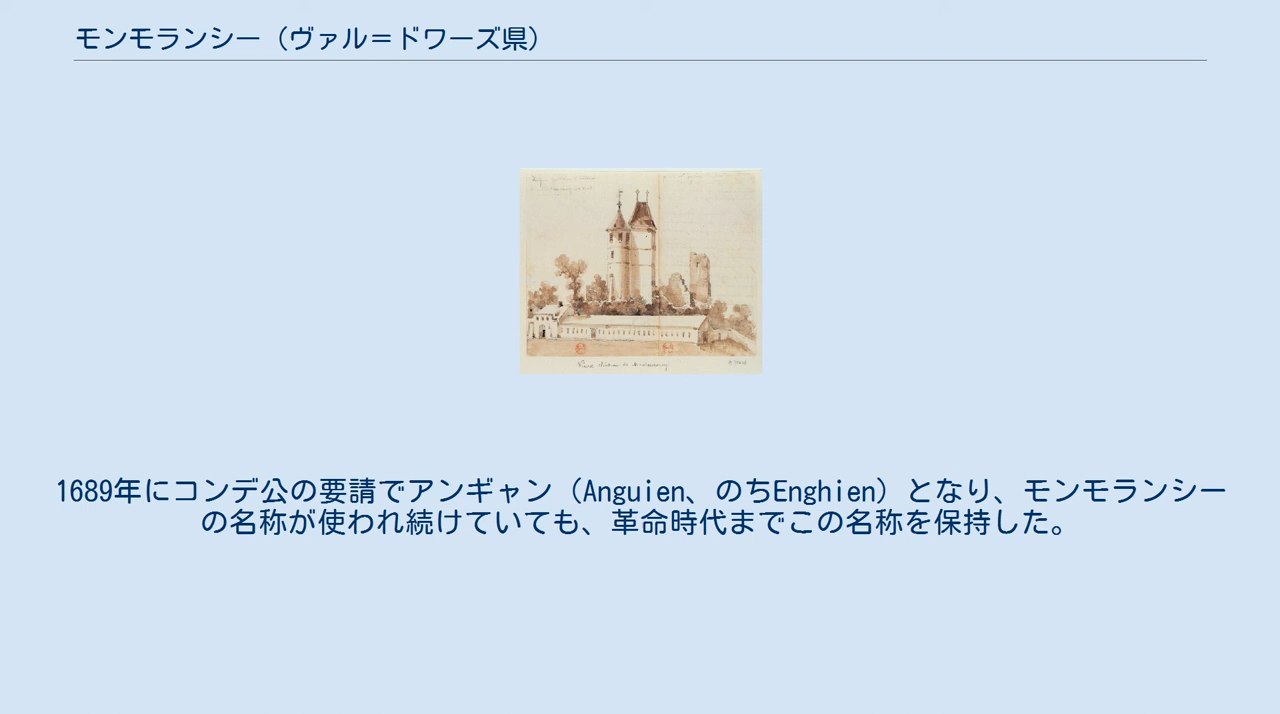 モンモランシー（ヴァル＝ドワーズ県）
1689年にコンデ公の要請でアンギャン（Anguien、のちEnghien）となり、モンモランシー
の名称が使われ続けていても、革命時代までこの名称を保持した。